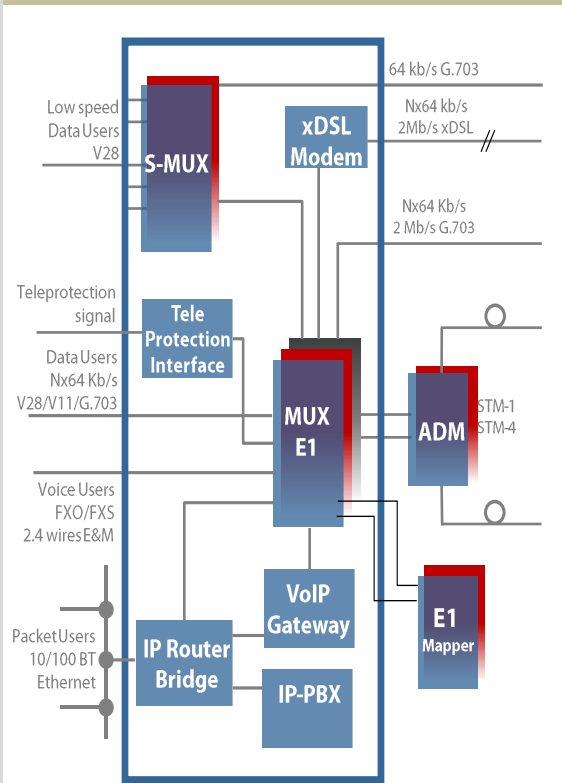 64 kb/s G.703
Low speed
Data Users
V28
S-MUX
xDSL
Modem
Nx64 kb/s
2Mb/s xDSL
Nx64 Kb/s
2 Mb/s G.703
Teleprotection
signal
Tele
Protection
Interface
Data Users
Nx64 Kb/s
V28/V11/G.703
MUX
E1
ADM
STM-1
STM-4
Voice Users
FXO/FXS
2.4 wires E&M
VoIP
Gateway
E1
Mapper
Packet Users
10/100 BT
Ethernet
IP Router
Bridge
IP-PBX